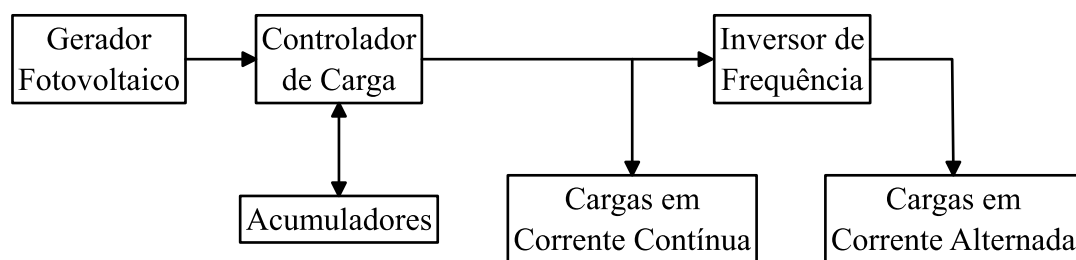 Gerador
Fotovoltaico
Controlador
de Carga
Inversor de
Frequência
Acumuladores
Cargas em
Corrente Contínua
Cargas em
Corrente Alternada